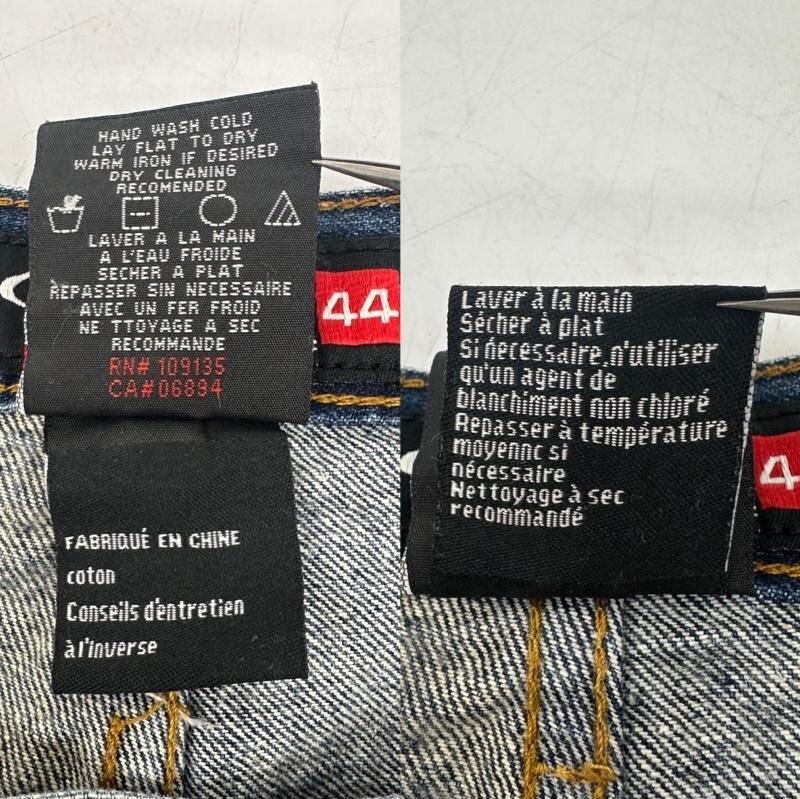 HAND WASH COLD
LAY FLAT TO DRY
WARM IRON IF DESIRED
DRY CLEANING
RECOMENDED
LAVER A LA MAIN
A L'EAU FROIDE
SECHER A PLAT
REPASSER SIN NECESSAIRE
AVEC UN FER FROID
NE TTOYAGE A SEC
RECOMMANDE
RN# 109135
CA# 06894
44
FABRIQUÉ EN CHINE
coton
Conseils d'entretien
à l'inverse
Laver à la main
Sécher à plat
Si nécessaire,n'utiliser
qu'un agent de
blanchiment non chloré
Repasser à température
moyennc si
nécessaire
Nettoyage à sec
recommandé
4